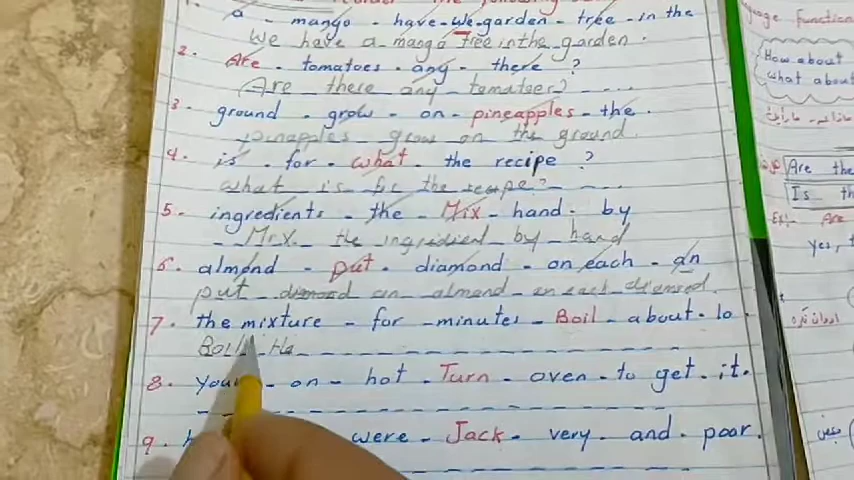 a - mango - have - we - garden - tree - in the
We have a mango tree in the garden.
2. Are - tomatoes - any - there ?
Are there any tomatoes?
3. ground - grow - on - pineapples - the
pinapples grow on the ground
4. is - for - what - the recipe ?
what is for the recipe?
5. ingredients - the - Mix - hand - by
Mix the ingredient by hand
6. almond - put - diamond - on each - an
put diamond an almond on each diamond
7. the mixture - for - minutes - Boil - about - 10
Boil the
8. you - on - hot - Turn - oven - to get - it.
9. were - Jack - very - and - poor
How about
what about
Are there
Is there
Yes,